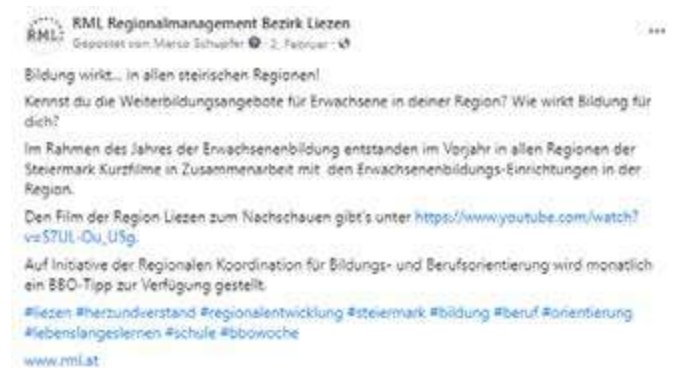 RML
RML Regionalmanagement Bezirk Liezen
Gepostet von Marco Schupfer · 2. Februar ·
Bildung wirkt... in allen steirischen Regionen!
Kennst du die Weiterbildungsangebote für Erwachsene in deiner Region? Wie wirkt Bildung für
dich?
Im Rahmen des Jahres der Erwachsenenbildung entstanden im Vorjahr in allen Regionen der
Steiermark Kurzfilme in Zusammenarbeit mit den Erwachsenenbildungs-Einrichtungen in der
Region.
Den Film der Region Liezen zum Nachschauen gibt's unter https://www.youtube.com/watch?
Auf Initiative der Regionalen Koordination für Bildungs- und Berufsorientierung wird monatlich
ein BBO-Tipp zur Verfügung gestellt.
#liezen #herzundverstand #regionalentwicklung #steiermark #bildung #beruf #orientierung
#lebenslangeslernen #schule #bbowoche
www.rml.at